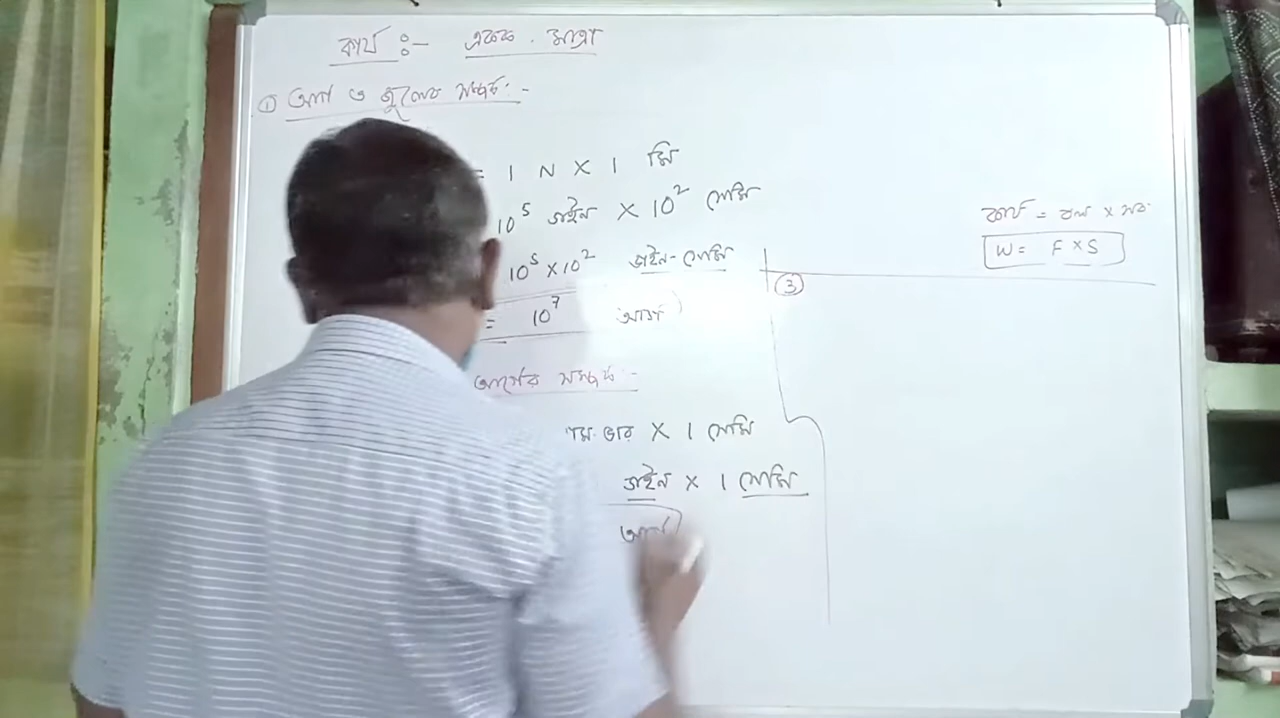 কার্য :- একক . মাত্রা
① আর্গ ও জুলের সম্পর্ক :-
= 1 N × 1 মি
10⁵ ডাইন × 10² সেমি
10⁵ × 10² ডাইন-সেমি
= 10⁷ আর্গ
আর্গের সম্পর্ক :-
ভার × 1 সেমি
ডাইন × 1 সেমি
আর্গ
কার্য = বল × সর
W = F × S
③